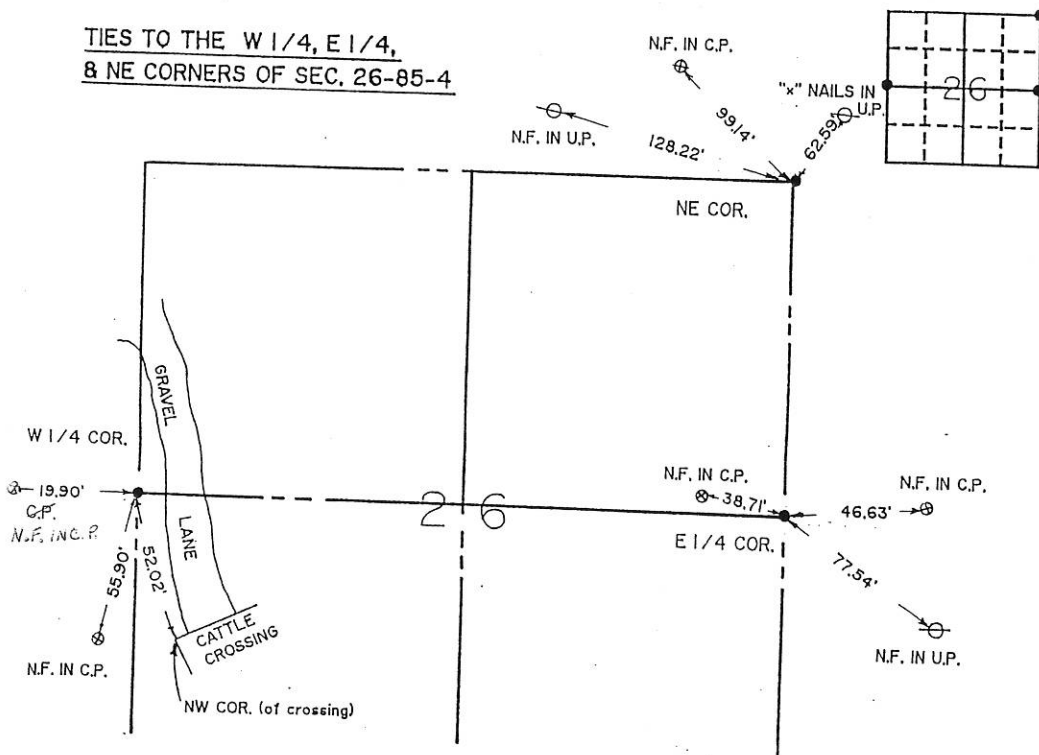 TIES TO THE W 1/4, E 1/4,
& NE CORNERS OF SEC. 26-85-4
N.F. IN C.P.
"x" NAILS IN
U.P.
26
N.F. IN U.P.
99.14'
128.22'
62.59'
NE COR.
GRAVEL
LANE
W 1/4 COR.
19.90'
C.P.
N.F. IN C.P.
55.90'
52.02'
N.F. IN C.P.
CATTLE
CROSSING
NW COR. (of crossing)
26
N.F. IN C.P.
38.71'
E 1/4 COR.
N.F. IN C.P.
46.63'
77.54'
N.F. IN U.P.